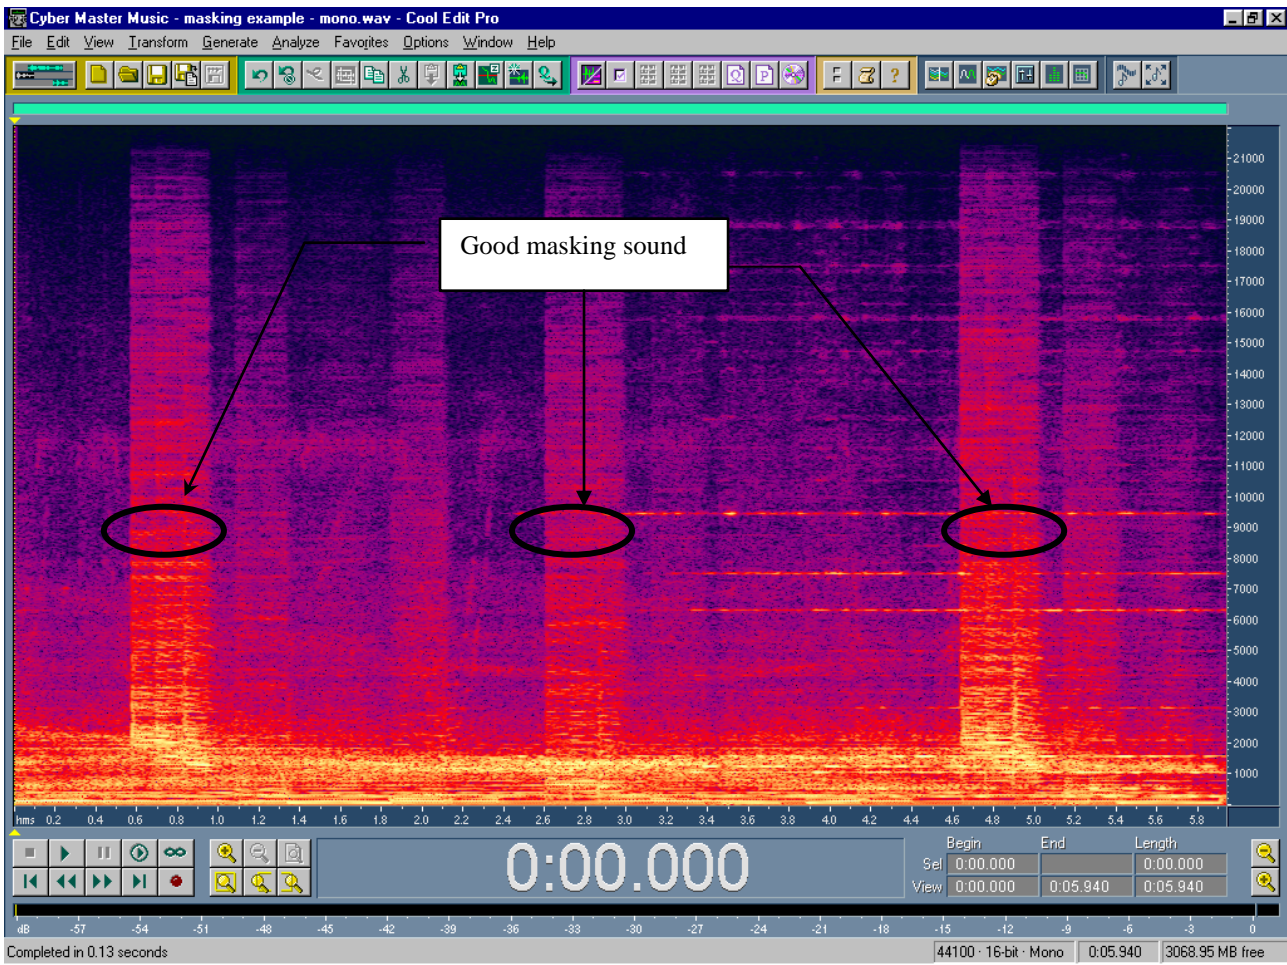 Cyber Master Music - masking example - mono.wav - Cool Edit Pro
File Edit View Transform Generate Analyze Favorites Options Window Help
F ?
21000
20000
19000
Good masking sound
18000
17000
16000
15000
14000
13000
12000
11000
10000
9000
8000
7000
6000
5000
4000
3000
2000
1000
hms 0.2 0.4 0.6 0.8 1.0 1.2 1.4 1.6 1.8 2.0 2.2 2.4 2.6 2.8 3.0 3.2 3.4 3.6 3.8 4.0 4.2 4.4 4.6 4.8 5.0 5.2 5.4 5.6 5.8
0:00.000
Begin End Length
Sel 0:00.000 0:00.000
View 0:00.000 0:05.940 0:05.940
dB -57 -54 -51 -48 -45 -42 -39 -36 -33 -30 -27 -24 -21 -18 -15 -12 -9 -6 -3 0
Completed in 0.13 seconds 44100 · 16-bit · Mono 0:05.940 3068.95 MB free